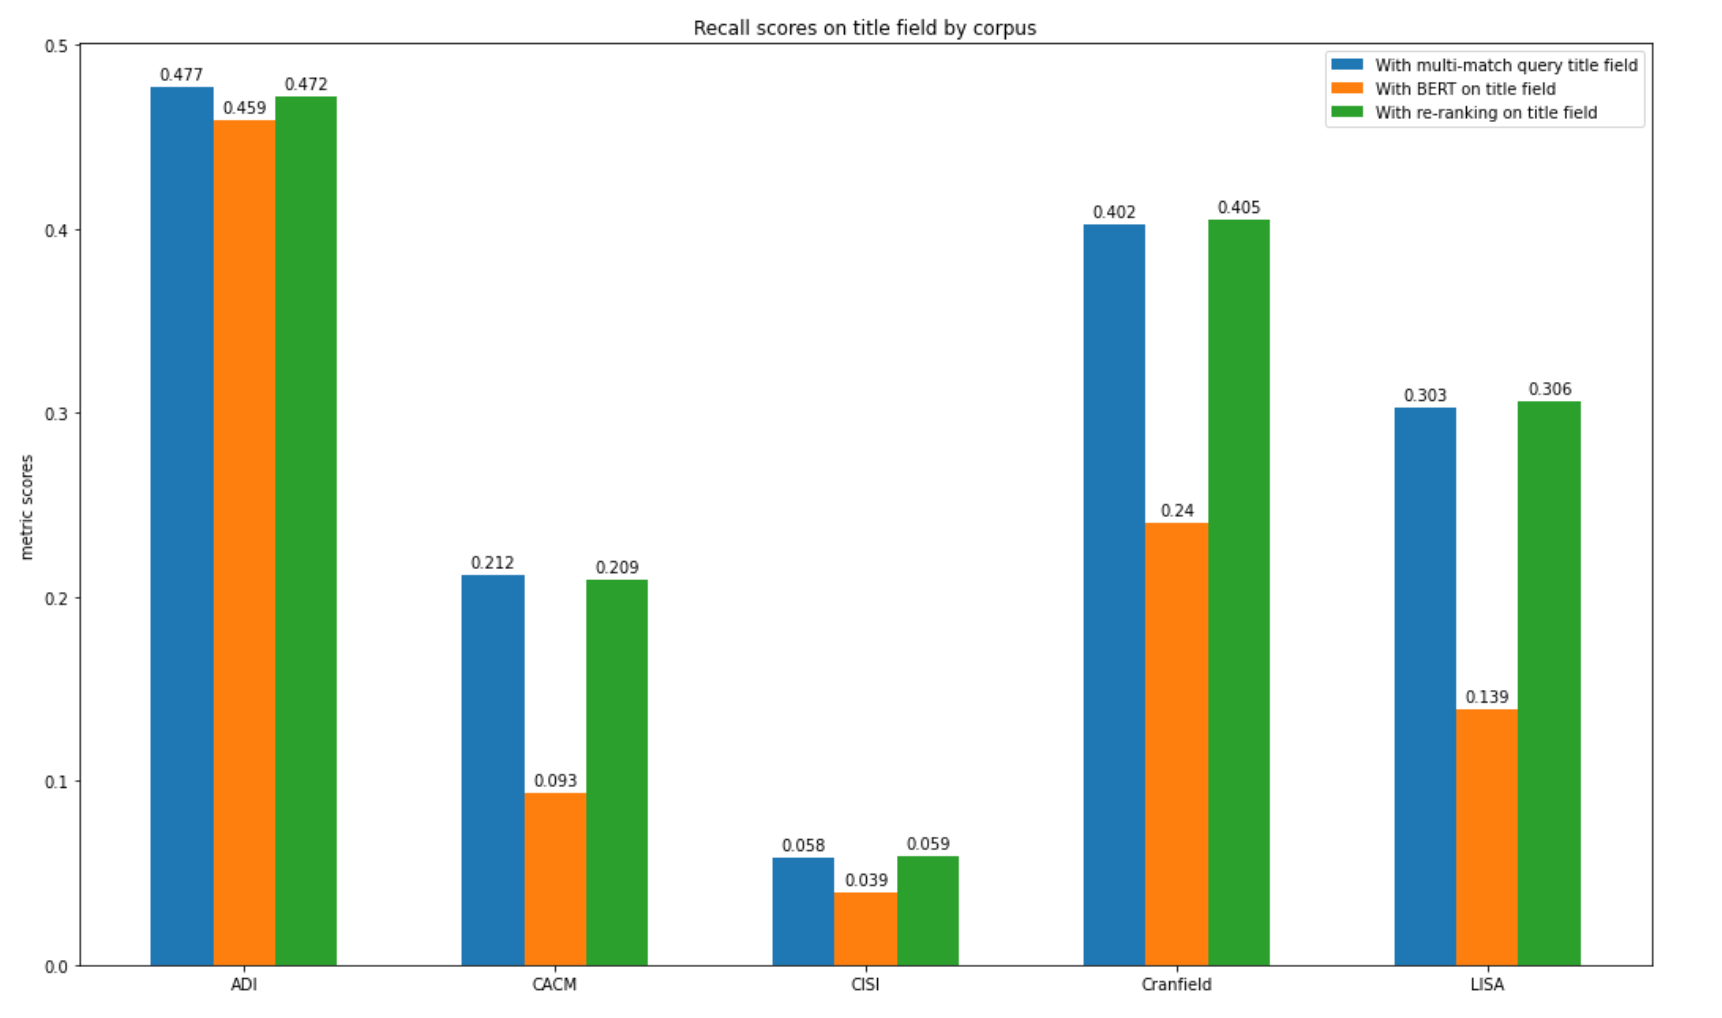 Recall scores on title field by corpus
With multi-match query title field
With BERT on title field
With re-ranking on title field
metric scores
0.5
0.4
0.3
0.2
0.1
0.0
0.477
0.459
0.472
0.212
0.093
0.209
0.058
0.039
0.059
0.402
0.24
0.405
0.303
0.139
0.306
ADI
CACM
CISI
Cranfield
LISA